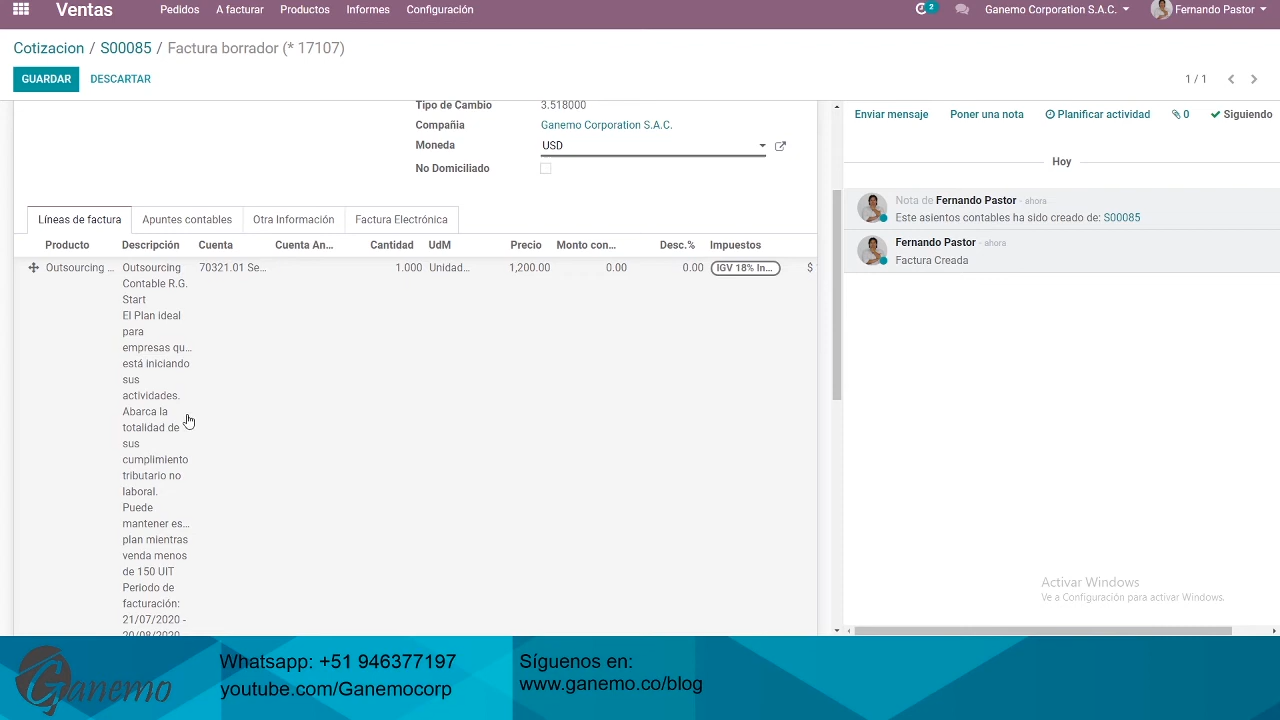 Ventas Pedidos A facturar Productos Informes Configuración 2 Ganemo Corporation S.A.C. Fernando Pastor
Cotizacion / S00085 / Factura borrador (* 17107)
GUARDAR DESCARTAR 1 / 1
Tipo de Cambio 3.518000
Compañia Ganemo Corporation S.A.C.
Moneda USD
No Domiciliado
Enviar mensaje Poner una nota Planificar actividad 0 Siguiendo
Hoy
Nota de Fernando Pastor - ahora
Este asientos contables ha sido creado de: S00085
Fernando Pastor - ahora
Factura Creada
Líneas de factura Apuntes contables Otra Información Factura Electrónica
Producto Descripción Cuenta Cuenta An... Cantidad UdM Precio Monto con... Desc.% Impuestos
Outsourcing ... Outsourcing 70321.01 Se... 1.000 Unidad... 1,200.00 0.00 0.00 IGV 18% In... $
Contable R.G.
Start
El Plan ideal
para
empresas qu...
está iniciando
sus
actividades.
Abarca la
totalidad de
sus
cumplimiento
tributario no
laboral.
Puede
mantener es...
plan mientras
venda menos
de 150 UIT
Periodo de
facturación:
21/07/2020 -
20/08/2020
Activar Windows
Ve a Configuración para activar Windows.
Ganemo
Whatsapp: +51 946377197
youtube.com/Ganemocorp
Síguenos en:
www.ganemo.co/blog